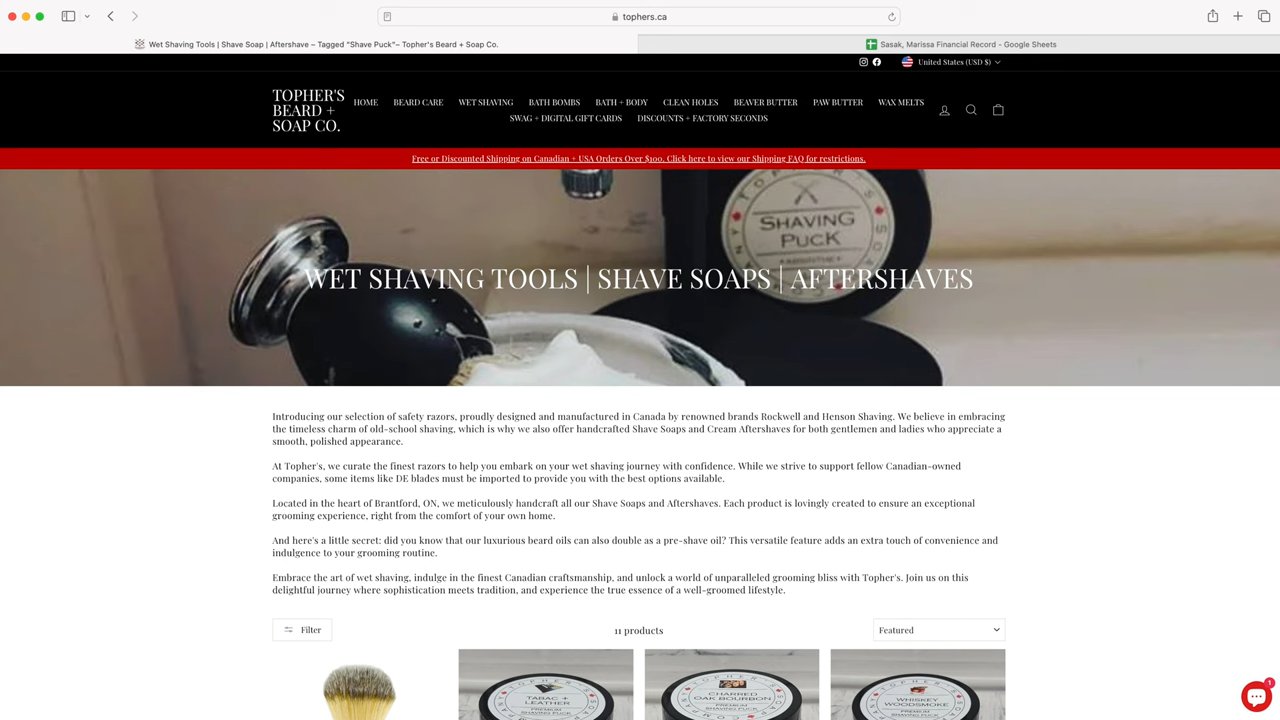 tophers.ca
Wet Shaving Tools | Shave Soap | Aftershave – Tagged "Shave Puck"– Topher's Beard + Soap Co.
Sasak, Marissa Financial Record - Google Sheets
United States (USD $)
TOPHER'S
BEARD +
SOAP CO.
HOME BEARD CARE WET SHAVING BATH BOMBS BATH + BODY CLEAN HOLES BEAVER BUTTER PAW BUTTER WAX MELTS
SWAG + DIGITAL GIFT CARDS DISCOUNTS + FACTORY SECONDS
Free or Discounted Shipping on Canadian + USA Orders Over $100. Click here to view our Shipping FAQ for restrictions.
SHAVING
PUCK
WET SHAVING TOOLS | SHAVE SOAPS | AFTERSHAVES
Introducing our selection of safety razors, proudly designed and manufactured in Canada by renowned brands Rockwell and Henson Shaving. We believe in embracing
the timeless charm of old-school shaving, which is why we also offer handcrafted Shave Soaps and Cream Aftershaves for both gentlemen and ladies who appreciate a
smooth, polished appearance.
At Topher's, we curate the finest razors to help you embark on your wet shaving journey with confidence. While we strive to support fellow Canadian-owned
companies, some items like DE blades must be imported to provide you with the best options available.
Located in the heart of Brantford, ON, we meticulously handcraft all our Shave Soaps and Aftershaves. Each product is lovingly created to ensure an exceptional
grooming experience, right from the comfort of your own home.
And here's a little secret: did you know that our luxurious beard oils can also double as a pre-shave oil? This versatile feature adds an extra touch of convenience and
indulgence to your grooming routine.
Embrace the art of wet shaving, indulge in the finest Canadian craftsmanship, and unlock a world of unparalleled grooming bliss with Topher's. Join us on this
delightful journey where sophistication meets tradition, and experience the true essence of a well-groomed lifestyle.
Filter
11 products
Featured
TABAC +
LEATHER
PREMIUM
SHAVING PUCK
CHARRED
OAK BOURBON
PREMIUM
SHAVING PUCK
WHISKEY
WOODSMOKE
PREMIUM
SHAVING PUCK
1